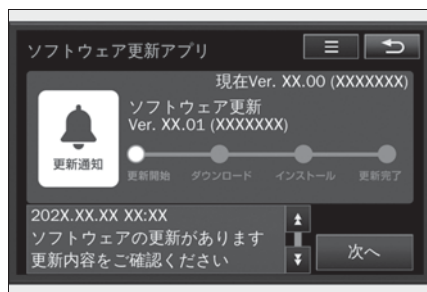 ソフトウェア更新アプリ
現在Ver. XX.00 (XXXXXXX)
ソフトウェア更新
Ver. XX.01 (XXXXXXX)
更新通知
更新開始 ダウンロード インストール 更新完了
202X.XX.XX XX:XX
ソフトウェアの更新があります
更新内容をご確認ください
次へ